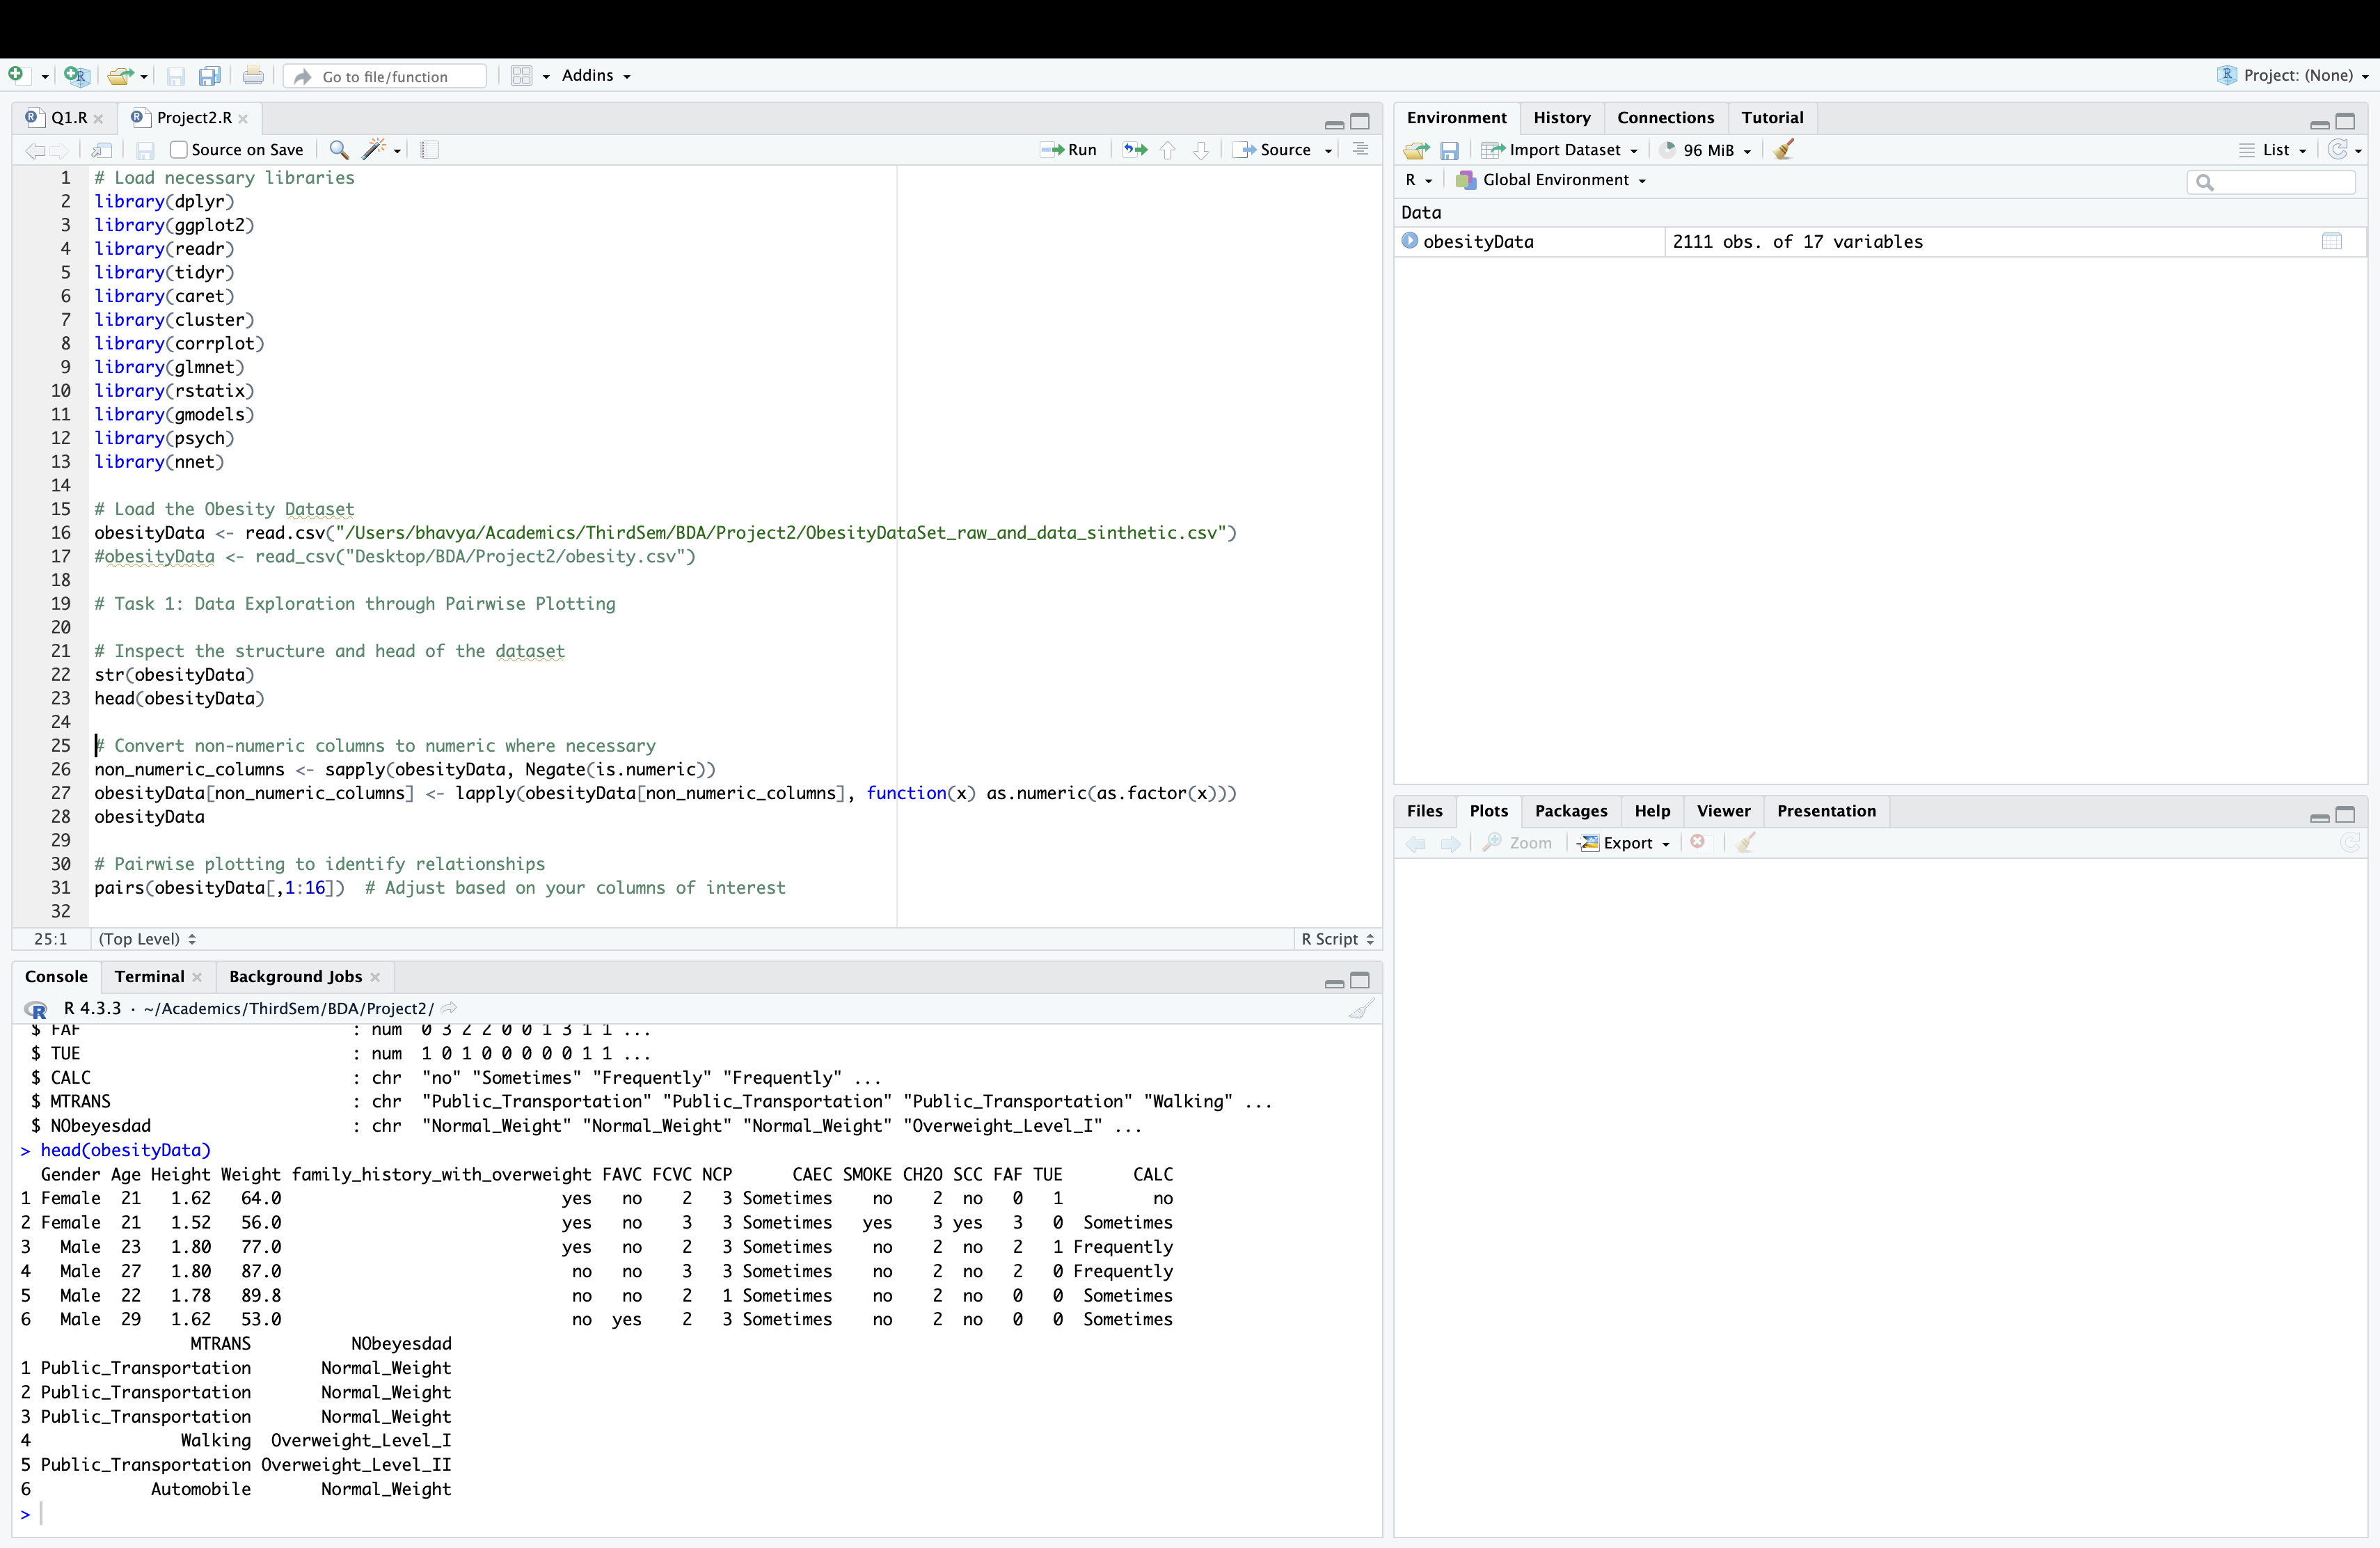 Go to file/function
Addins
Project: (None)
Q1.R
Project2.R
Source on Save
Run
Source
1 # Load necessary libraries
2 library(dplyr)
3 library(ggplot2)
4 library(readr)
5 library(tidyr)
6 library(caret)
7 library(cluster)
8 library(corrplot)
9 library(glmnet)
10 library(rstatix)
11 library(gmodels)
12 library(psych)
13 library(nnet)
14
15 # Load the Obesity Dataset
16 obesityData <- read.csv("/Users/bhavya/Academics/ThirdSem/BDA/Project2/ObesityDataSet_raw_and_data_sinthetic.csv")
17 #obesityData <- read_csv("Desktop/BDA/Project2/obesity.csv")
18
19 # Task 1: Data Exploration through Pairwise Plotting
20
21 # Inspect the structure and head of the dataset
22 str(obesityData)
23 head(obesityData)
24
25 # Convert non-numeric columns to numeric where necessary
26 non_numeric_columns <- sapply(obesityData, Negate(is.numeric))
27 obesityData[non_numeric_columns] <- lapply(obesityData[non_numeric_columns], function(x) as.numeric(as.factor(x)))
28 obesityData
29
30 # Pairwise plotting to identify relationships
31 pairs(obesityData[,1:16])  # Adjust based on your columns of interest
32
25:1 (Top Level) R Script
Console Terminal Background Jobs
R 4.3.3 · ~/Academics/ThirdSem/BDA/Project2/
$ FAF : num 0 3 2 2 0 0 1 3 1 1 ...
$ TUE : num 1 0 1 0 0 0 0 0 1 1 ...
$ CALC : chr "no" "Sometimes" "Frequently" "Frequently" ...
$ MTRANS : chr "Public_Transportation" "Public_Transportation" "Public_Transportation" "Walking" ...
$ NObeyesdad : chr "Normal_Weight" "Normal_Weight" "Normal_Weight" "Overweight_Level_I" ...
> head(obesityData)
Gender Age Height Weight family_history_with_overweight FAVC FCVC NCP CAEC SMOKE CH2O SCC FAF TUE CALC
1 Female 21 1.62 64.0 yes no 2 3 Sometimes no 2 no 0 1 no
2 Female 21 1.52 56.0 yes no 3 3 Sometimes yes 3 yes 3 0 Sometimes
3 Male 23 1.80 77.0 yes no 2 3 Sometimes no 2 no 2 1 Frequently
4 Male 27 1.80 87.0 no no 3 3 Sometimes no 2 no 2 0 Frequently
5 Male 22 1.78 89.8 no no 2 1 Sometimes no 2 no 0 0 Sometimes
6 Male 29 1.62 53.0 no yes 2 3 Sometimes no 2 no 0 0 Sometimes
MTRANS NObeyesdad
1 Public_Transportation Normal_Weight
2 Public_Transportation Normal_Weight
3 Public_Transportation Normal_Weight
4 Walking Overweight_Level_I
5 Public_Transportation Overweight_Level_II
6 Automobile Normal_Weight
>
Environment History Connections Tutorial
Import Dataset 96 MiB List
R Global Environment
Data
obesityData 2111 obs. of 17 variables
Files Plots Packages Help Viewer Presentation
Zoom Export